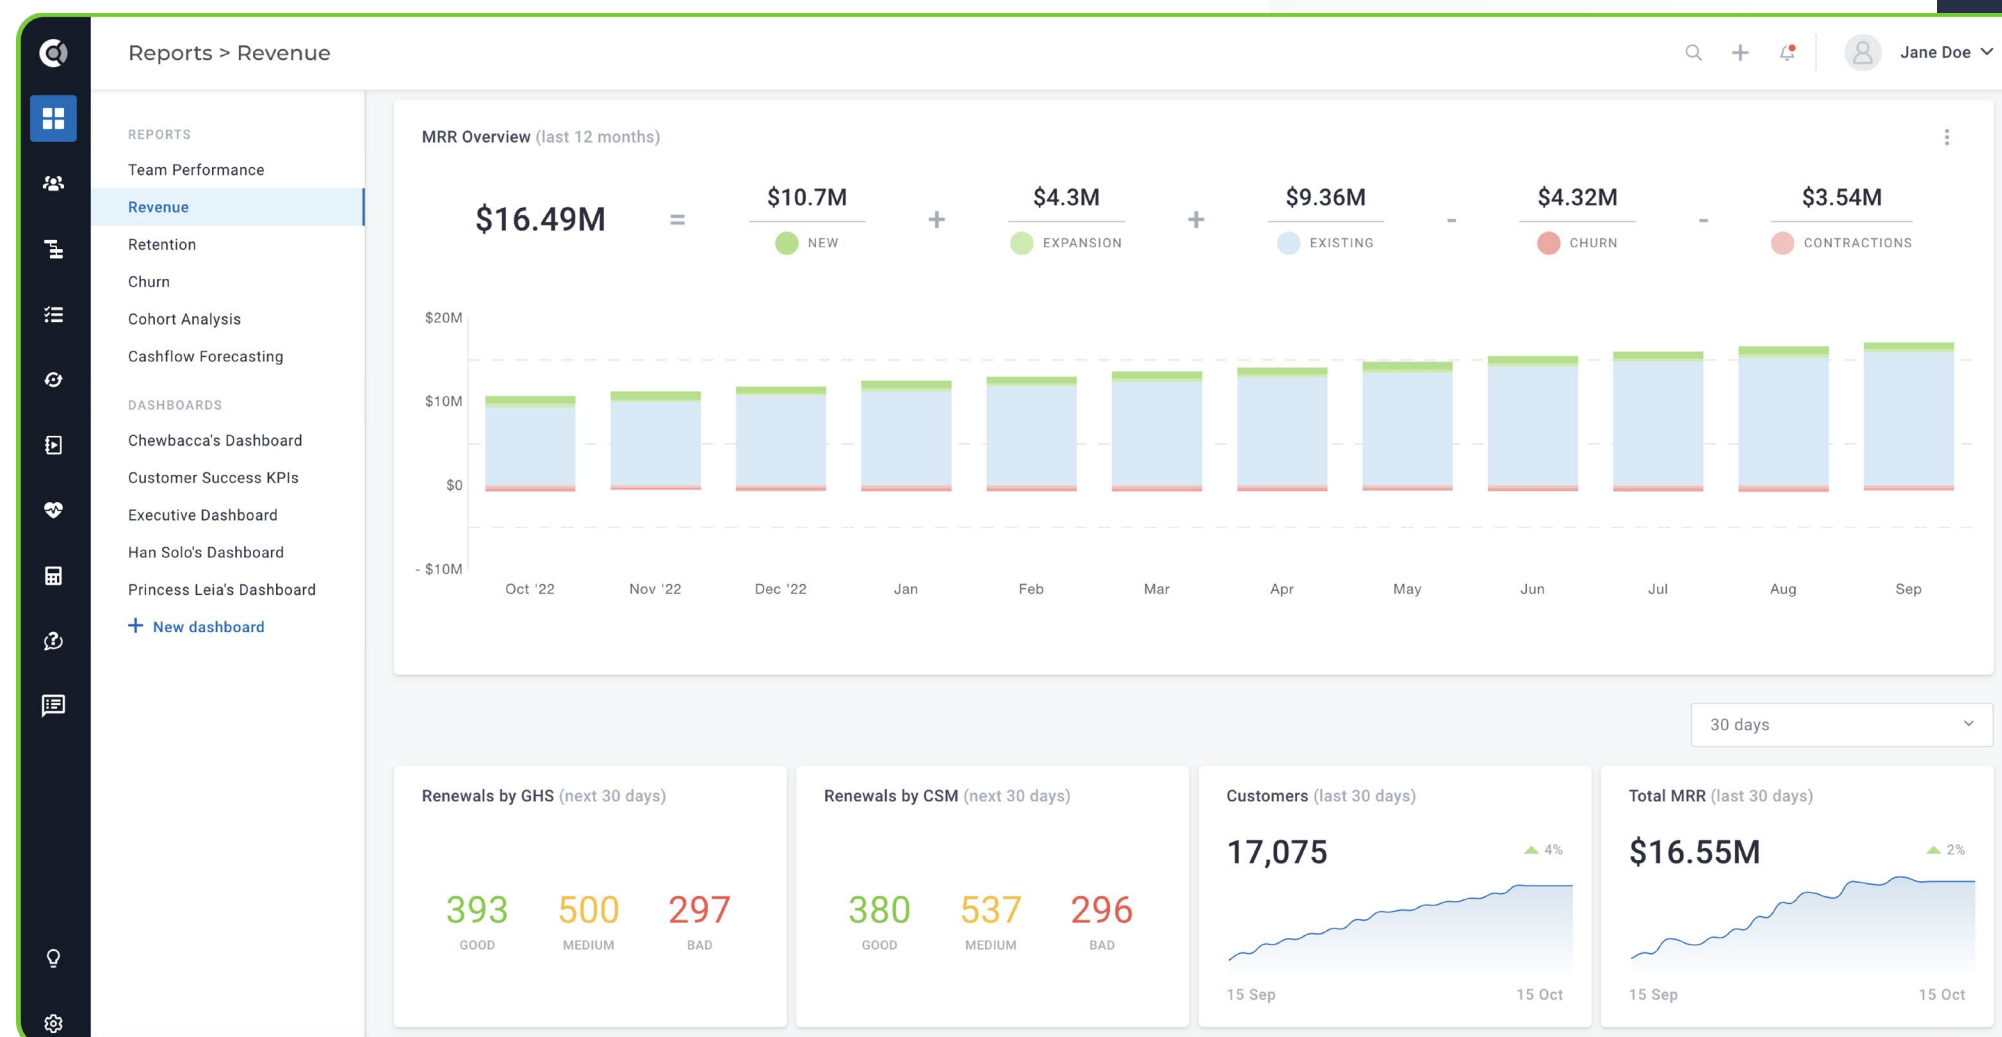 Reports > Revenue
Jane Doe
REPORTS
Team Performance
Revenue
Retention
Churn
Cohort Analysis
Cashflow Forecasting
DASHBOARDS
Chewbacca's Dashboard
Customer Success KPIs
Executive Dashboard
Han Solo's Dashboard
Princess Leia's Dashboard
+ New dashboard
MRR Overview (last 12 months)
$16.49M = $10.7M + $4.3M + $9.36M - $4.32M - $3.54M
NEW EXPANSION EXISTING CHURN CONTRACTIONS
$20M
$10M
$0
- $10M
Oct '22 Nov '22 Dec '22 Jan Feb Mar Apr May Jun Jul Aug Sep
30 days
Renewals by GHS (next 30 days)
393 500 297
GOOD MEDIUM BAD
Renewals by CSM (next 30 days)
380 537 296
GOOD MEDIUM BAD
Customers (last 30 days)
17,075 4%
15 Sep 15 Oct
Total MRR (last 30 days)
$16.55M 2%
15 Sep 15 Oct